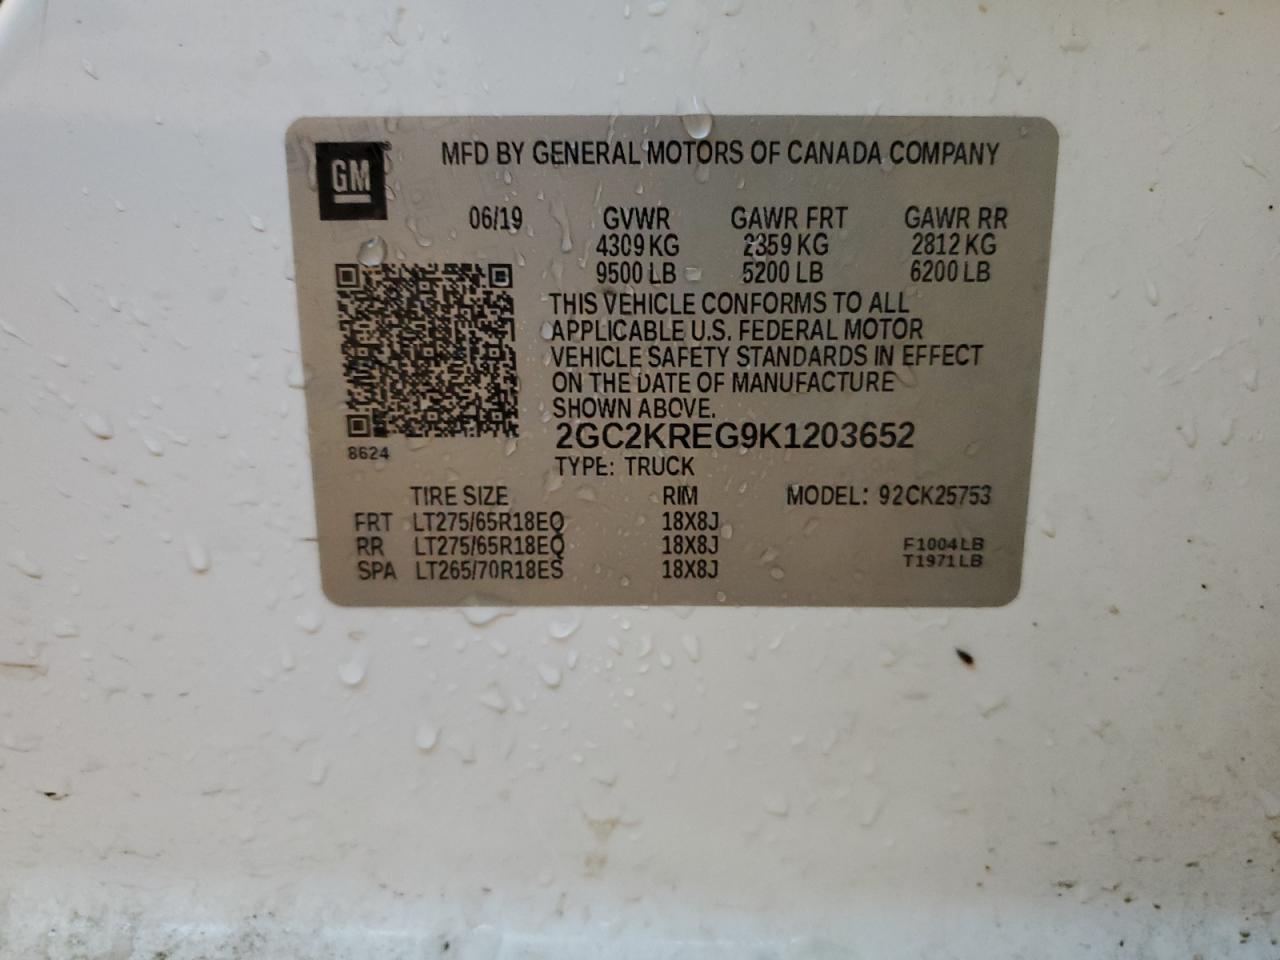 GM
MFD BY GENERAL MOTORS OF CANADA COMPANY
06/19 GVWR GAWR FRT GAWR RR
4309 KG 2359 KG 2812 KG
9500 LB 5200 LB 6200 LB
THIS VEHICLE CONFORMS TO ALL
APPLICABLE U.S. FEDERAL MOTOR
VEHICLE SAFETY STANDARDS IN EFFECT
ON THE DATE OF MANUFACTURE
SHOWN ABOVE.
2GC2KREG9K1203652
8624
TYPE: TRUCK
TIRE SIZE RIM MODEL: 92CK25753
FRT LT275/65R18EQ 18X8J
RR LT275/65R18EQ 18X8J F1004LB
SPA LT265/70R18ES 18X8J T1971LB